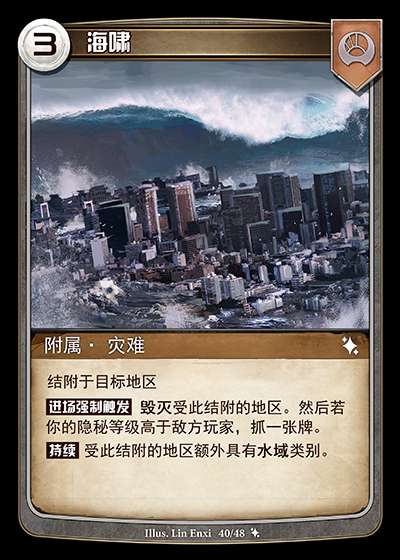 3 海啸
附属 · 灾难
结附于目标地区
进场强制触发 毁灭受此结附的地区。然后若
你的隐秘等级高于敌方玩家，抓一张牌。
持续 受此结附的地区额外具有水域类别。
Illus. Lin Enxi 40/48